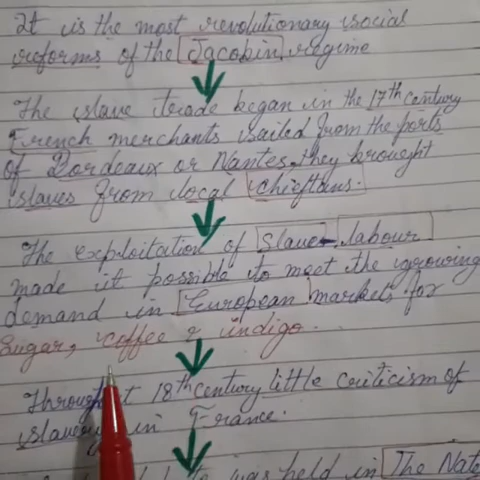 It is the most revolutionary social
reforms of the Jacobin regime
The slave trade began in the 17th century
French merchants sailed from the ports
of Bordeaux or Nantes, they brought
slaves from local chieftans.
The exploitation of Slave-labour
made it possible to meet the growing
demand in European markets for
Sugar, coffee & indigo.
Throughout 18th century little criticism of
slavery in France.
was held in The Nat